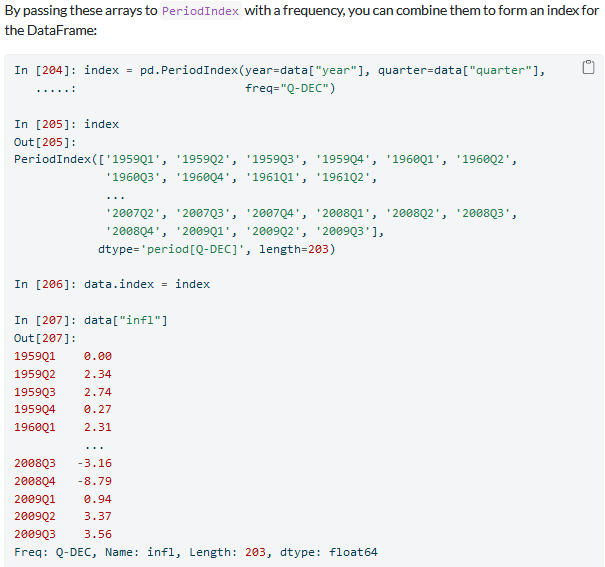 By passing these arrays to PeriodIndex with a frequency, you can combine them to form an index for
the DataFrame:
In [204]: index = pd.PeriodIndex(year=data["year"], quarter=data["quarter"],
   .....:                        freq="Q-DEC")
In [205]: index
Out[205]:
PeriodIndex(['1959Q1', '1959Q2', '1959Q3', '1959Q4', '1960Q1', '1960Q2',
             '1960Q3', '1960Q4', '1961Q1', '1961Q2',
             ...
             '2007Q2', '2007Q3', '2007Q4', '2008Q1', '2008Q2', '2008Q3',
             '2008Q4', '2009Q1', '2009Q2', '2009Q3'],
            dtype='period[Q-DEC]', length=203)
In [206]: data.index = index
In [207]: data["infl"]
Out[207]:
1959Q1    0.00
1959Q2    2.34
1959Q3    2.74
1959Q4    0.27
1960Q1    2.31
          ...
2008Q3   -3.16
2008Q4   -8.79
2009Q1    0.94
2009Q2    3.37
2009Q3    3.56
Freq: Q-DEC, Name: infl, Length: 203, dtype: float64